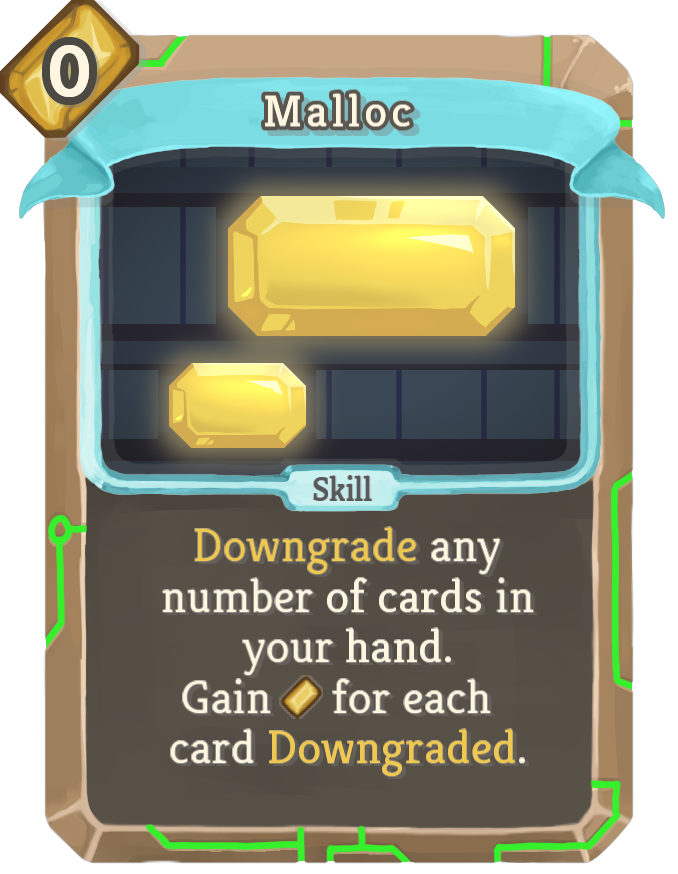 0
Malloc
Skill
Downgrade any
number of cards in
your hand.
Gain for each
card Downgraded.